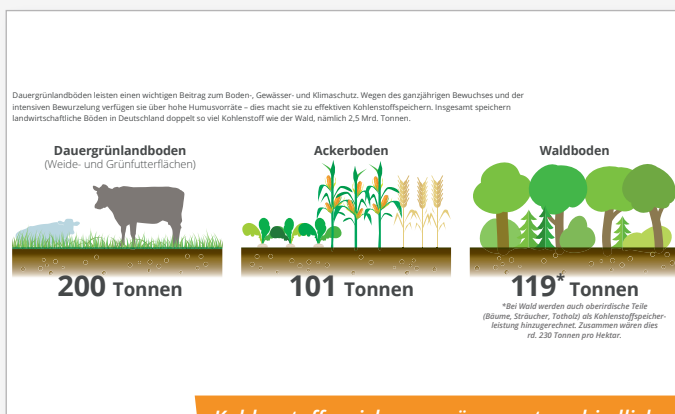 Dauergrünlandböden leisten einen wichtigen Beitrag zum Boden-, Gewässer- und Klimaschutz. Wegen des ganzjährigen Bewuchses und der
intensiven Bewurzelung verfügen sie über hohe Humusvorräte – dies macht sie zu effektiven Kohlenstoffspeichern. Insgesamt speichern
landwirtschaftliche Böden in Deutschland doppelt so viel Kohlenstoff wie der Wald, nämlich 2,5 Mrd. Tonnen.
Dauergrünlandboden
(Weide- und Grünfutterflächen)
200 Tonnen
Ackerboden
101 Tonnen
Waldboden
119* Tonnen
*Bei Wald werden auch oberirdische Teile
(Bäume, Sträucher, Totholz) als Kohlenstoffspeicher-
leistung hinzugerechnet. Zusammen wären dies
rd. 230 Tonnen pro Hektar.